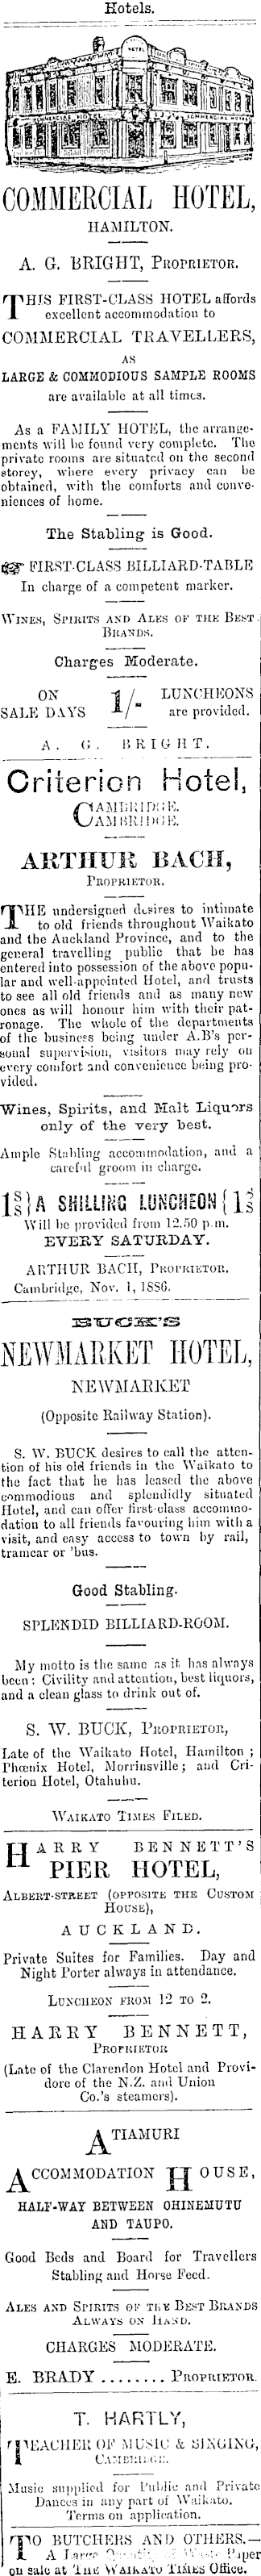 Hotels.
COMMERCIAL HOTEL,
HAMILTON.
A. G. BRIGHT, PROPRIETOR.
THIS FIRST-CLASS HOTEL affords
excellent accommodation to
COMMERCIAL TRAVELLERS,
AS
LARGE & COMMODIOUS SAMPLE ROOMS
are available at all times.
As a FAMILY HOTEL, the arrange-
ments will be found very complete. The
private rooms are situated on the second
storey, where every privacy can be
obtained, with the comforts and conve-
niences of home.
The Stabling is Good.
☞ FIRST-CLASS BILLIARD-TABLE
In charge of a competent marker.
WINES, SPIRITS AND ALES OF THE BEST
BRANDS.
Charges Moderate.
ON SALE DAYS 1/- LUNCHEONS are provided.
A. G. BRIGHT.
Criterion Hotel,
CAMBRIDGE.
CAMBRIDGE.
ARTHUR BACH,
PROPRIETOR.
THE undersigned desires to intimate
to old friends throughout Waikato
and the Auckland Province, and to the
general travelling public that he has
entered into possession of the above popu-
lar and well-appointed Hotel, and trusts
to see all old friends and as many new
ones as will honour him with their pat-
ronage. The whole of the departments
of the business being under A.B's per-
sonal supervision, visitors may rely on
every comfort and convenience being pro-
vided.
Wines, Spirits, and Malt Liquors
only of the very best.
Ample Stabling accommodation, and a
careful groom in charge.
1s 1s } A SHILLING LUNCHEON { 1s 1s
Will be provided from 12.50 p.m.
EVERY SATURDAY.
ARTHUR BACH, PROPRIETOR.
Cambridge, Nov. 1, 1886.
BUCK'S
NEWMARKET HOTEL,
NEWMARKET
(Opposite Railway Station).
S. W. BUCK desires to call the atten-
tion of his old friends in the Waikato to
the fact that he has leased the above
commodious and splendidly situated
Hotel, and can offer first-class accommo-
dation to all friends favouring him with a
visit, and easy access to town by rail,
tramcar or 'bus.
Good Stabling.
SPLENDID BILLIARD-ROOM.
My motto is the same as it has always
been: Civility and attention, best liquors,
and a clean glass to drink out of.
S. W. BUCK, PROPRIETOR,
Late of the Waikato Hotel, Hamilton;
Phœnix Hotel, Morrinsville; and Cri-
terion Hotel, Otahuhu.
WAIKATO TIMES FILED.
HARRY BENNETT'S
PIER HOTEL,
ALBERT-STREET (OPPOSITE THE CUSTOM
HOUSE),
AUCKLAND.
Private Suites for Families. Day and
Night Porter always in attendance.
LUNCHEON FROM 12 TO 2.
HARRY BENNETT,
PROPRIETOR
(Late of the Clarendon Hotel and Provi-
dore of the N.Z. and Union
Co.'s steamers).
ATIAMURI
ACCOMMODATION HOUSE,
HALF-WAY BETWEEN OHINEMUTU
AND TAUPO.
Good Beds and Board for Travellers
Stabling and Horse Feed.
ALES AND SPIRITS OF THE BEST BRANDS
ALWAYS ON HAND.
CHARGES MODERATE.
E. BRADY ........ PROPRIETOR.
T. HARTLY,
TEACHER OF MUSIC & SINGING,
CAMBRIDGE.
Music supplied for Public and Private
Dances in any part of Waikato.
Terms on application.
TO BUTCHERS AND OTHERS.—
A Large Quantity of Waste Paper
on sale at THE WAIKATO TIMES Office.